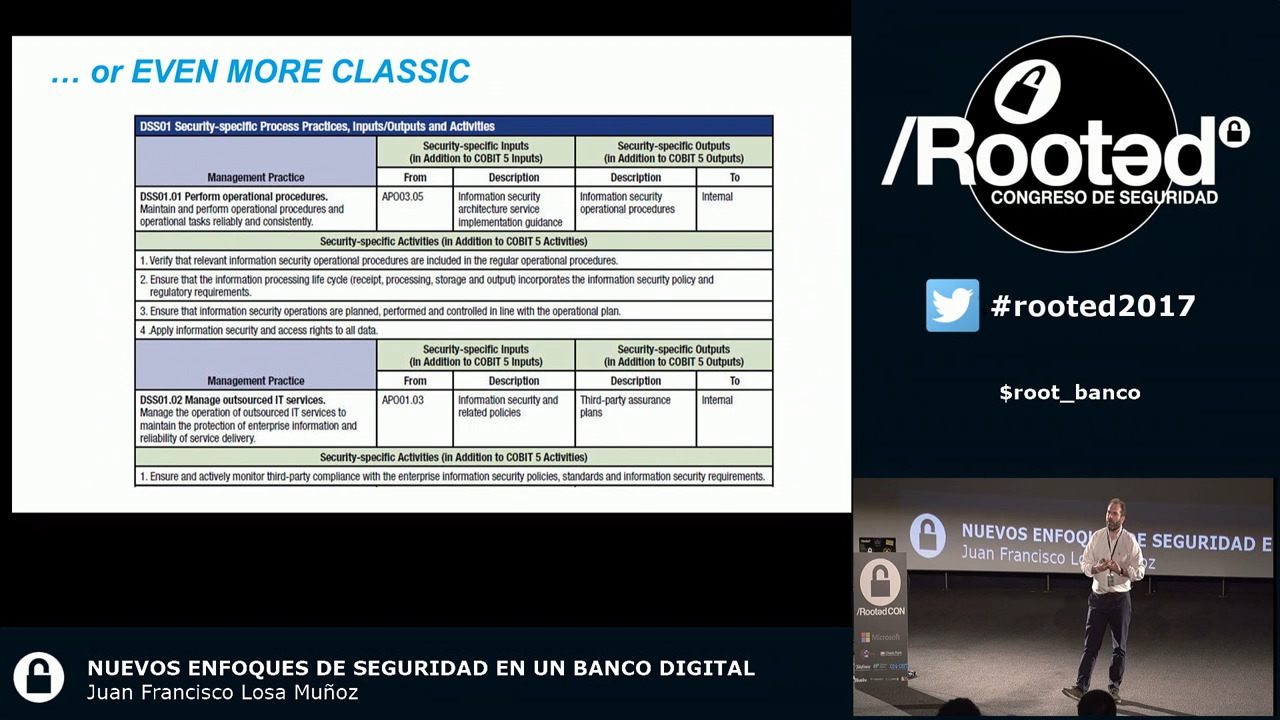 … or EVEN MORE CLASSIC
DSS01 Security-specific Process Practices, Inputs/Outputs and Activities
Management Practice
Security-specific Inputs
(in Addition to COBIT 5 Inputs)
Security-specific Outputs
(in Addition to COBIT 5 Outputs)
From
Description
Description
To
DSS01.01 Perform operational procedures.
Maintain and perform operational procedures and
operational tasks reliably and consistently.
APO03.05
Information security
architecture service
implementation guidance
Information security
operational procedures
Internal
Security-specific Activities (in Addition to COBIT 5 Activities)
1. Verify that relevant information security operational procedures are included in the regular operational procedures.
2. Ensure that the information processing life cycle (receipt, processing, storage and output) incorporates the information security policy and
regulatory requirements.
3. Ensure that information security operations are planned, performed and controlled in line with the operational plan.
4 .Apply information security and access rights to all data.
Management Practice
Security-specific Inputs
(in Addition to COBIT 5 Inputs)
Security-specific Outputs
(in Addition to COBIT 5 Outputs)
From
Description
Description
To
DSS01.02 Manage outsourced IT services.
Manage the operation of outsourced IT services to
maintain the protection of enterprise information and
reliability of service delivery.
APO01.03
Information security and
related policies
Third-party assurance
plans
Internal
Security-specific Activities (in Addition to COBIT 5 Activities)
1. Ensure and actively monitor third-party compliance with the enterprise information security policies, standards and information security requirements.
/Rootəd
CONGRESO DE SEGURIDAD
#rooted2017
$root_banco
NUEVOS ENFOQUES DE SEGURIDAD E
Juan Francisco Lo
/RootədCON
Microsoft
NUEVOS ENFOQUES DE SEGURIDAD EN UN BANCO DIGITAL
Juan Francisco Losa Muñoz